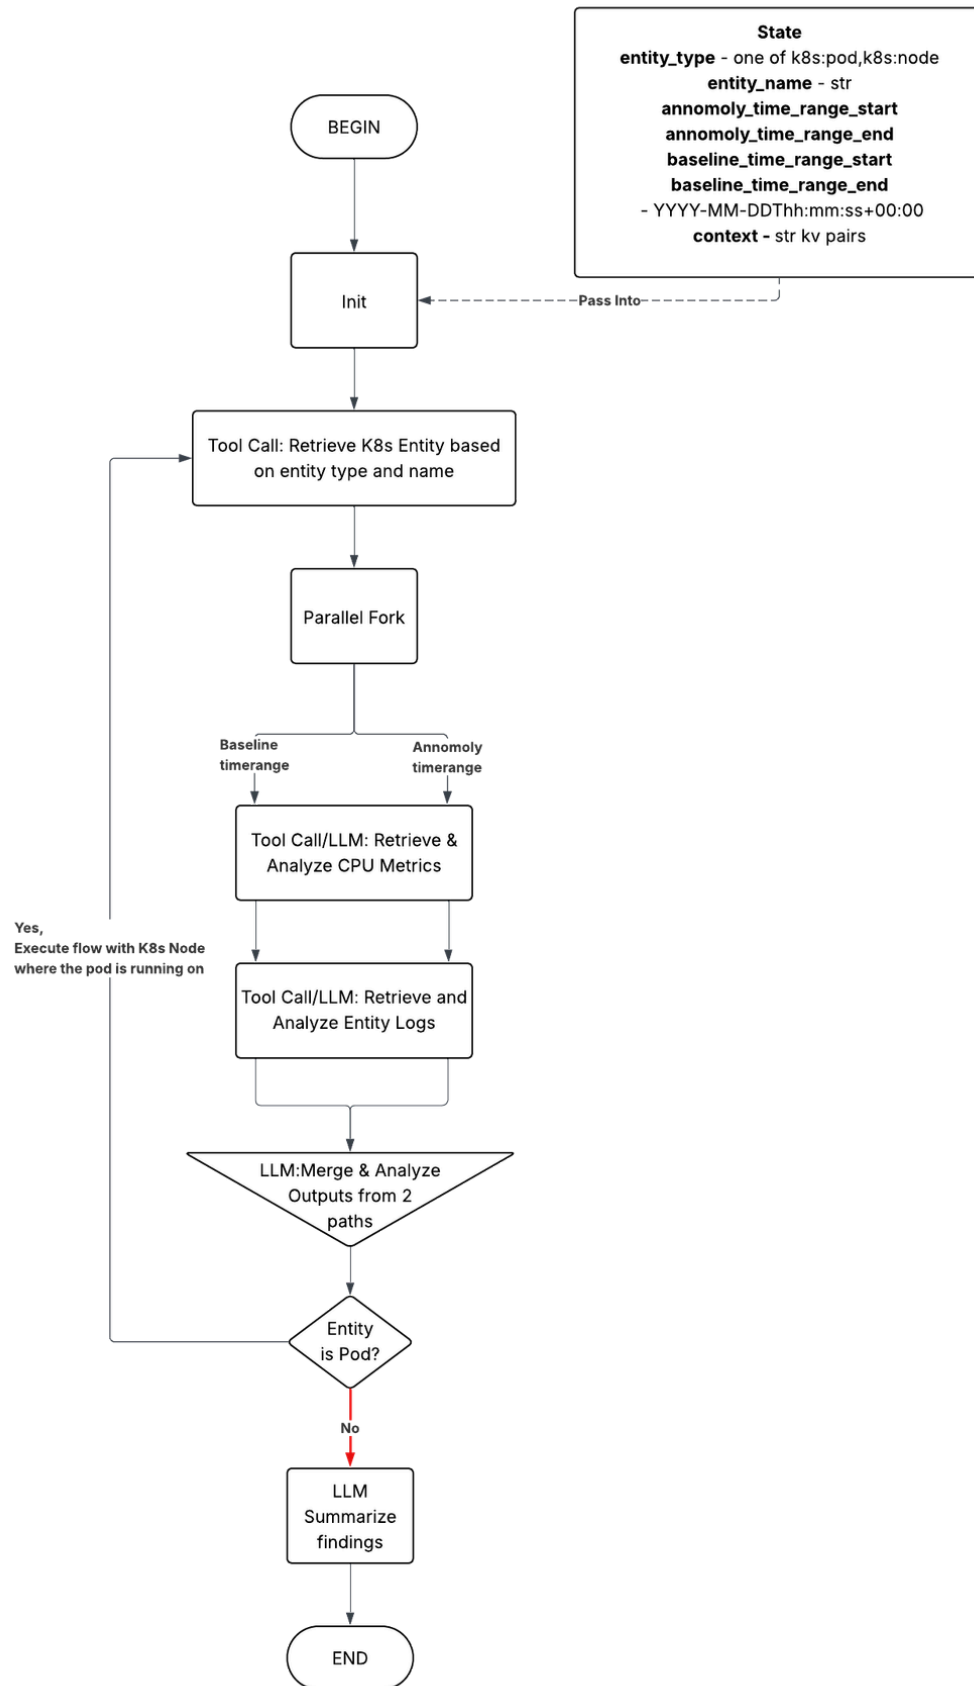 State
entity_type - one of k8s:pod,k8s:node
entity_name - str
annomoly_time_range_start
annomoly_time_range_end
baseline_time_range_start
baseline_time_range_end
- YYYY-MM-DDThh:mm:ss+00:00
context - str kv pairs
BEGIN
Init
Pass Into
Tool Call: Retrieve K8s Entity based
on entity type and name
Parallel Fork
Baseline
timerange
Annomoly
timerange
Tool Call/LLM: Retrieve &
Analyze CPU Metrics
Yes,
Execute flow with K8s Node
where the pod is running on
Tool Call/LLM: Retrieve and
Analyze Entity Logs
LLM:Merge & Analyze
Outputs from 2
paths
Entity
is Pod?
No
LLM
Summarize
findings
END